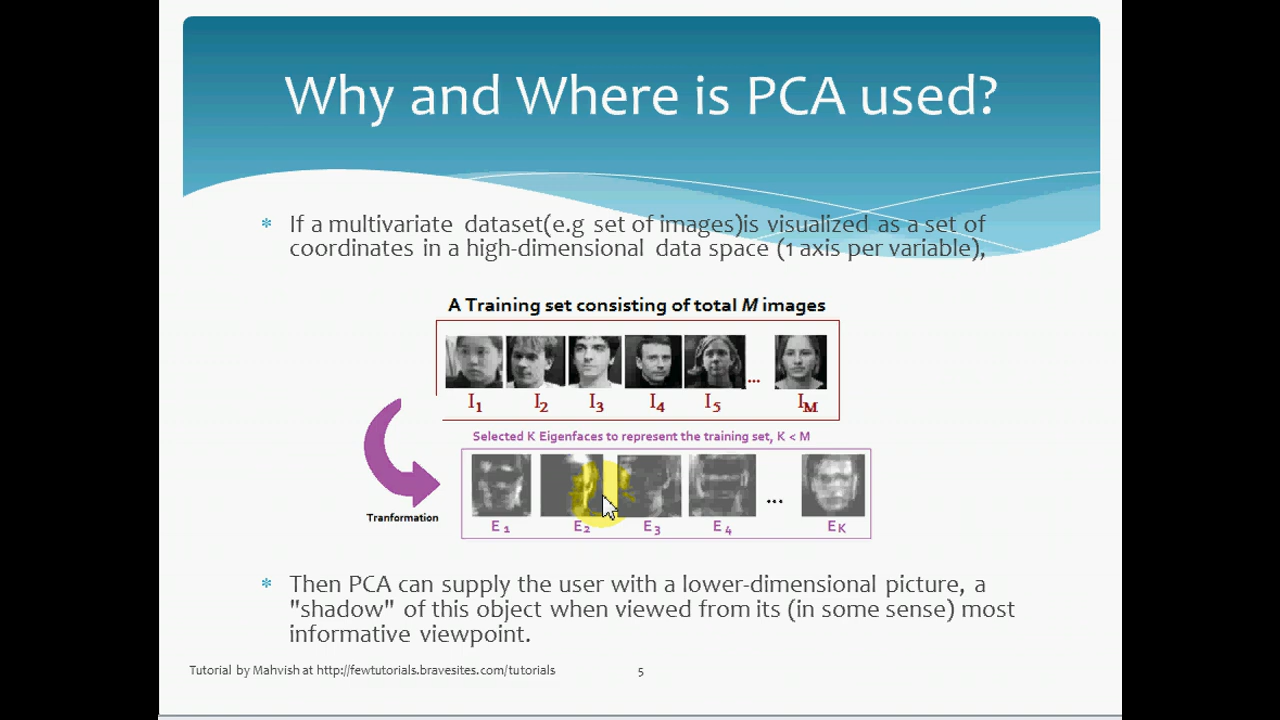 Why and Where is PCA used?
* If a multivariate dataset(e.g set of images)is visualized as a set of
coordinates in a high-dimensional data space (1 axis per variable),
A Training set consisting of total M images
I1 I2 I3 I4 I5 ... IM
Selected K Eigenfaces to represent the training set, K < M
...
Tranformation
E1 E2 E3 E4 EK
* Then PCA can supply the user with a lower-dimensional picture, a
"shadow" of this object when viewed from its (in some sense) most
informative viewpoint.
Tutorial by Mahvish at http://fewtutorials.bravesites.com/tutorials 5